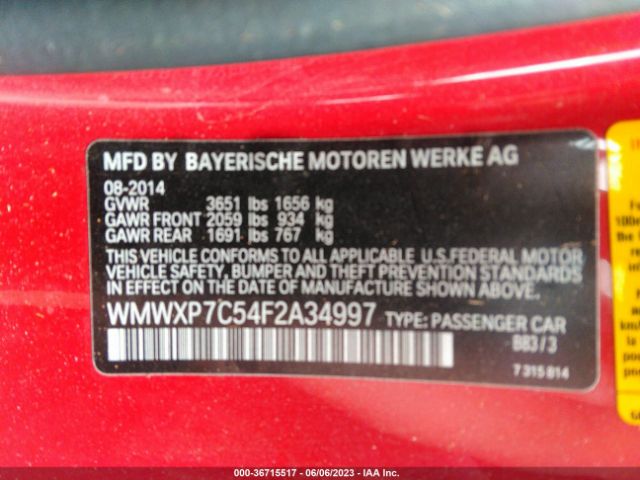 MFD BY BAYERISCHE MOTOREN WERKE AG
08-2014
GVWR 3651 lbs 1656 kg
GAWR FRONT 2059 lbs 934 kg
GAWR REAR 1691 lbs 767 kg
THIS VEHICLE CONFORMS TO ALL APPLICABLE U.S.FEDERAL MOTOR
VEHICLE SAFETY, BUMPER AND THEFT PREVENTION STANDARDS
IN EFFECT ON THE DATE OF MANUFACTURE SHOWN ABOVE.
WMWXP7C54F2A34997 TYPE: PASSENGER CAR
B83 / 3
7 315 814
000-36715517 - 06/06/2023 - IAA Inc.